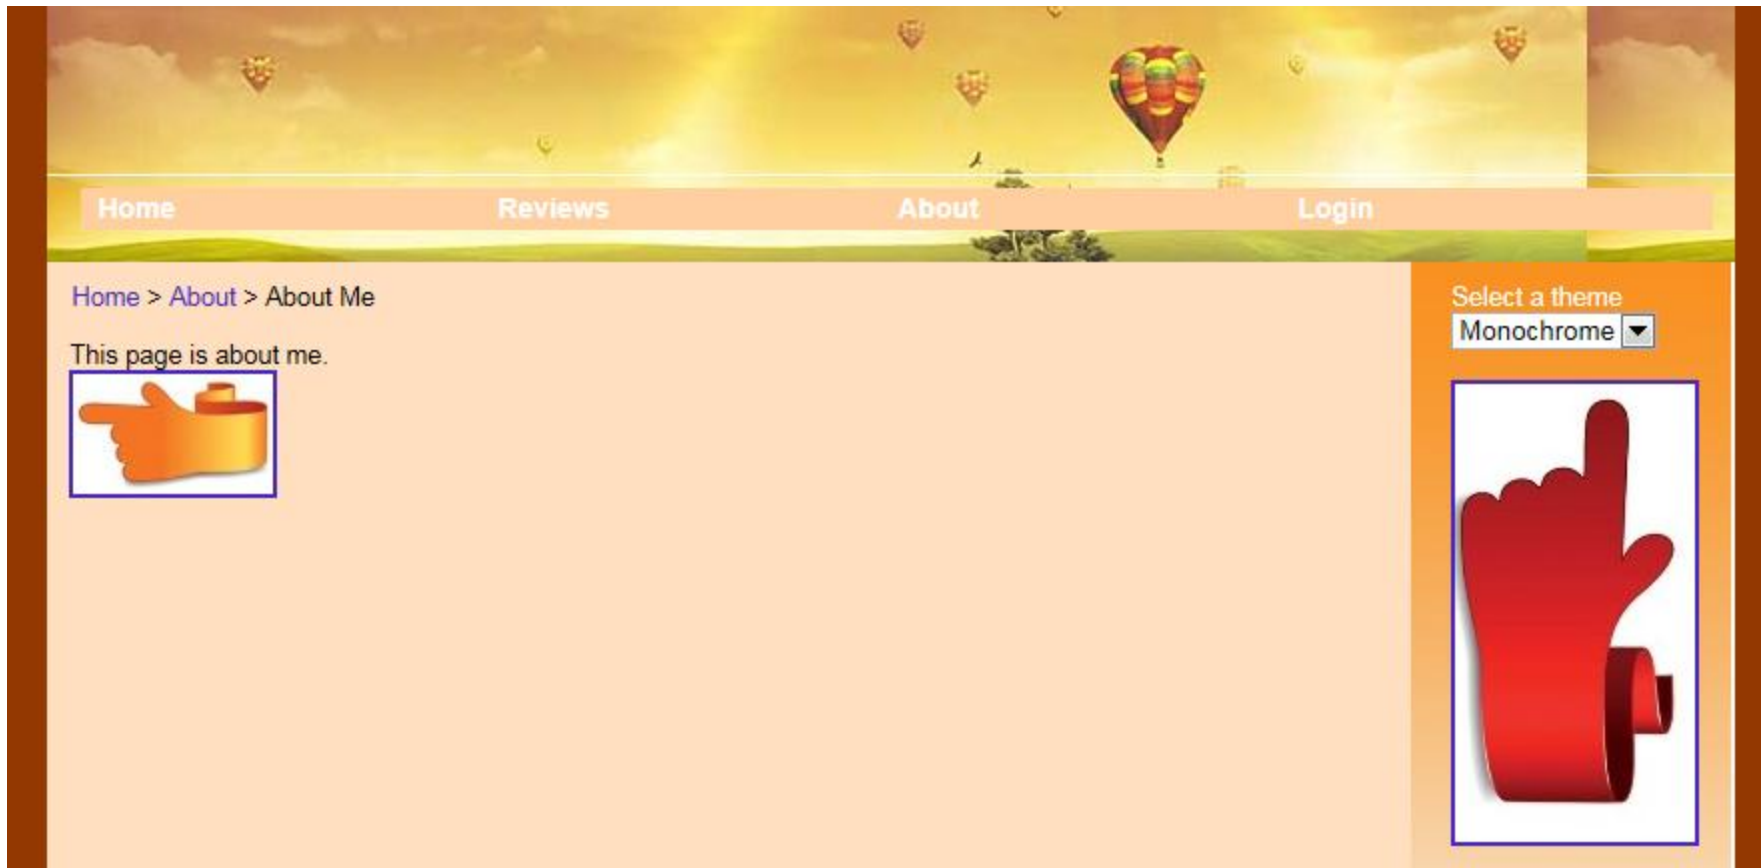 Home Reviews About Login
Home > About > About Me
This page is about me.
Select a theme
Monochrome